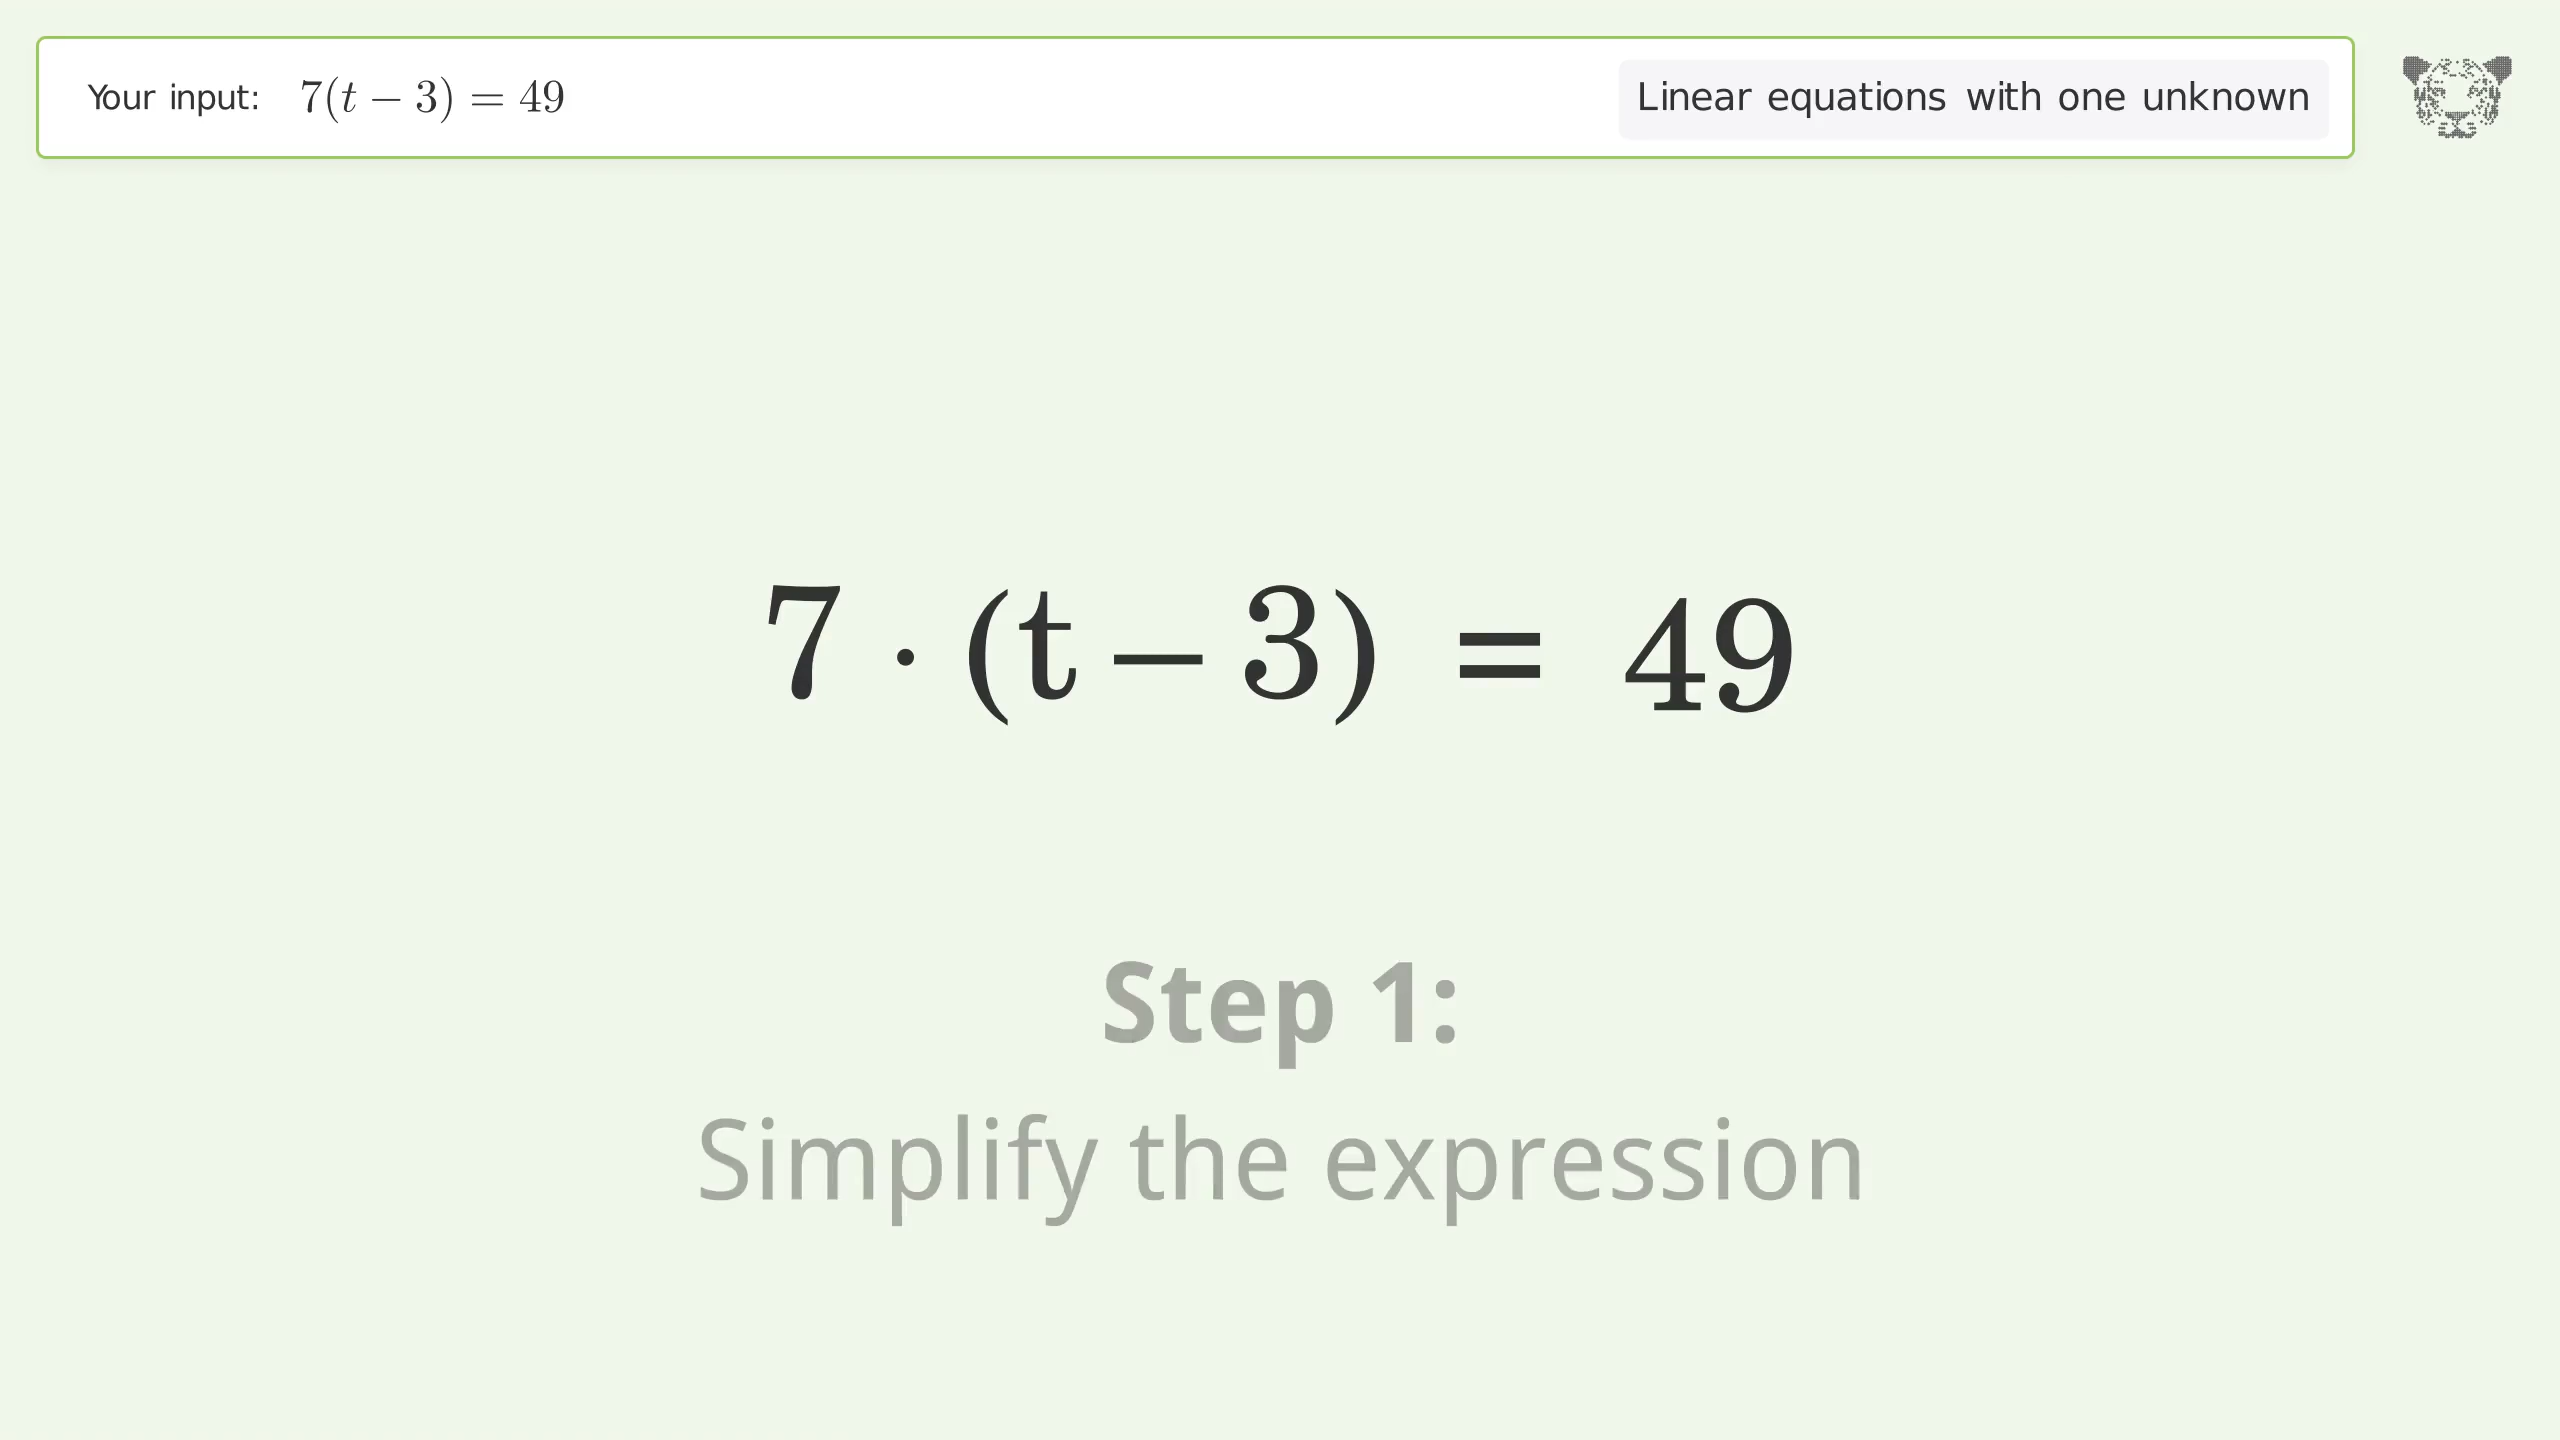 Your input: 7(t − 3) = 49 Linear equations with one unknown
7 · (t − 3) = 49
Step 1:
Simplify the expression